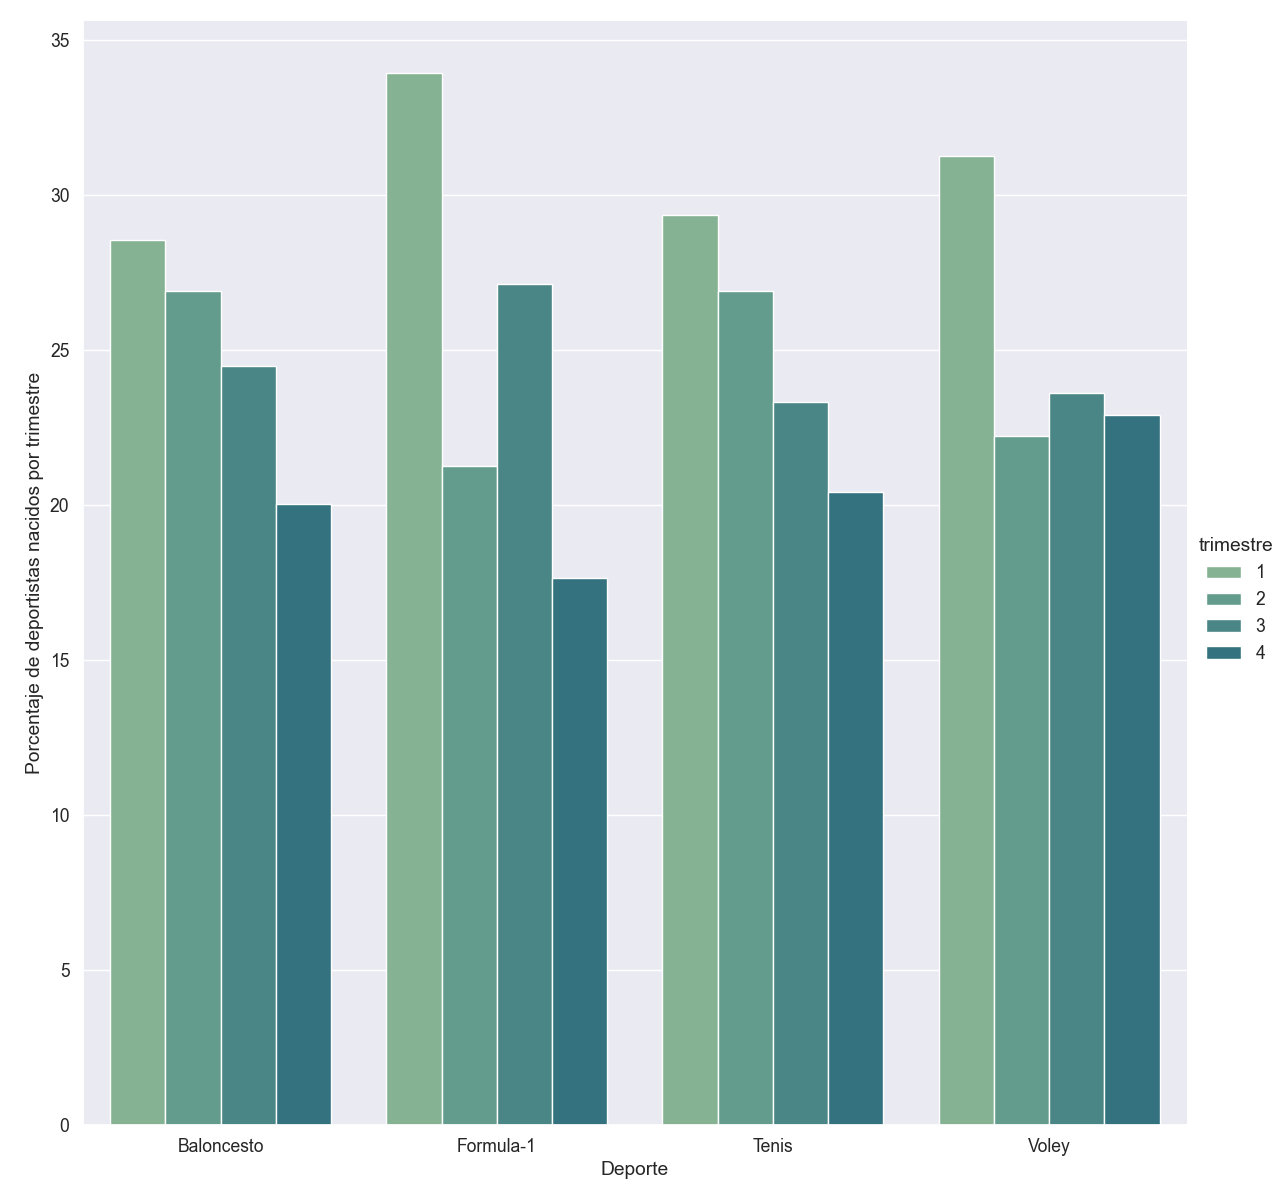 35
30
25
20
15
10
5
0
Porcentaje de deportistas nacidos por trimestre
Baloncesto
Formula-1
Tenis
Voley
Deporte
trimestre
1
2
3
4